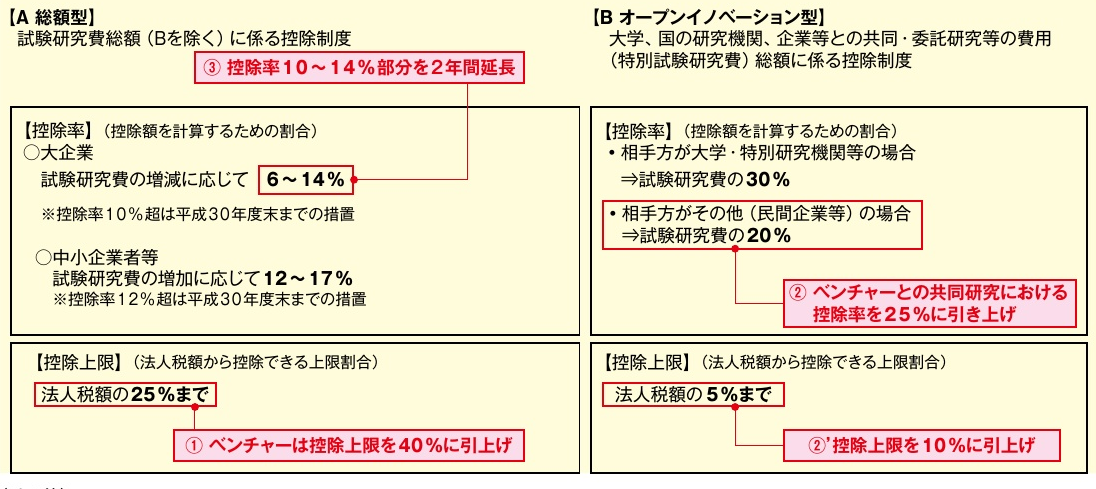 【A 総額型】
試験研究費総額（Bを除く）に係る控除制度
③ 控除率10～14％部分を2年間延長
【控除率】（控除額を計算するための割合）
○大企業
試験研究費の増減に応じて 6～14％
※控除率10％超は平成30年度末までの措置
○中小企業者等
試験研究費の増加に応じて12～17％
※控除率12％超は平成30年度末までの措置
【控除上限】（法人税額から控除できる上限割合）
法人税額の25％まで
① ベンチャーは控除上限を40％に引上げ
【B オープンイノベーション型】
大学、国の研究機関、企業等との共同・委託研究等の費用
（特別試験研究費）総額に係る控除制度
【控除率】（控除額を計算するための割合）
・相手方が大学・特別研究機関等の場合
⇒試験研究費の30％
・相手方がその他（民間企業等）の場合
⇒試験研究費の20％
② ベンチャーとの共同研究における
控除率を25％に引き上げ
【控除上限】（法人税額から控除できる上限割合）
法人税額の5％まで
②’控除上限を10％に引上げ